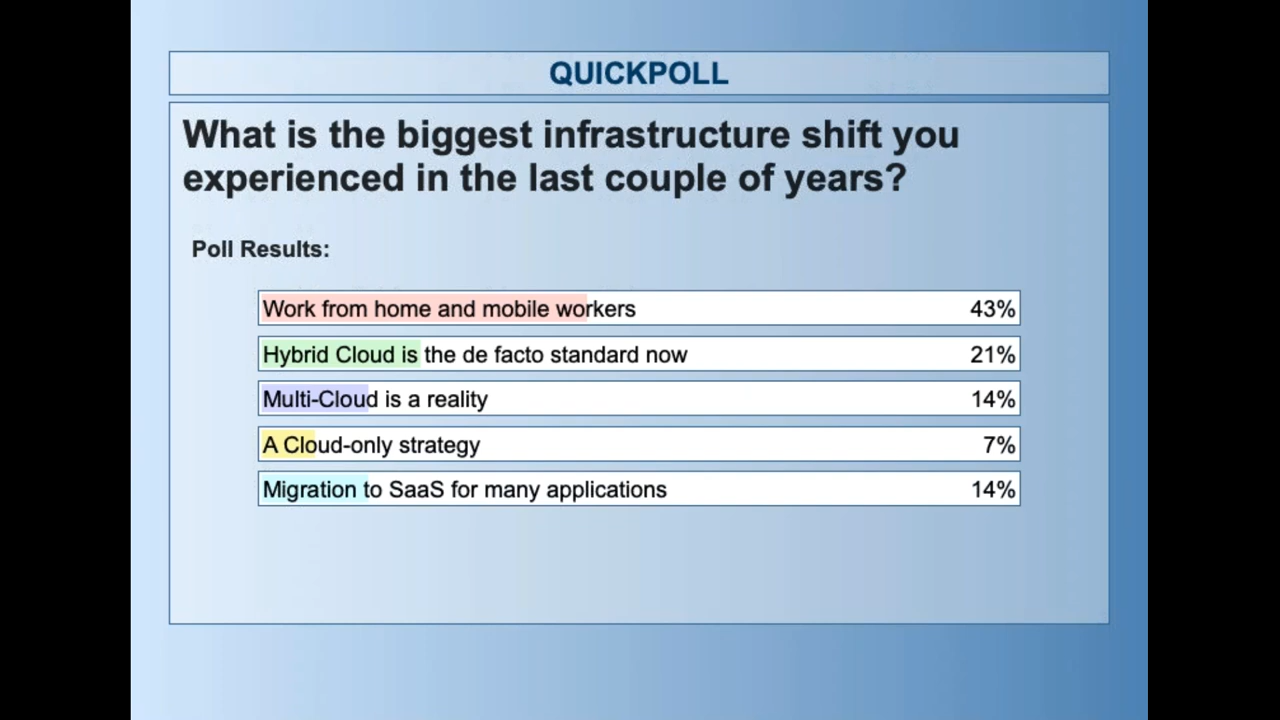 QUICKPOLL
What is the biggest infrastructure shift you
experienced in the last couple of years?
Poll Results:
Work from home and mobile workers 43%
Hybrid Cloud is the de facto standard now 21%
Multi-Cloud is a reality 14%
A Cloud-only strategy 7%
Migration to SaaS for many applications 14%